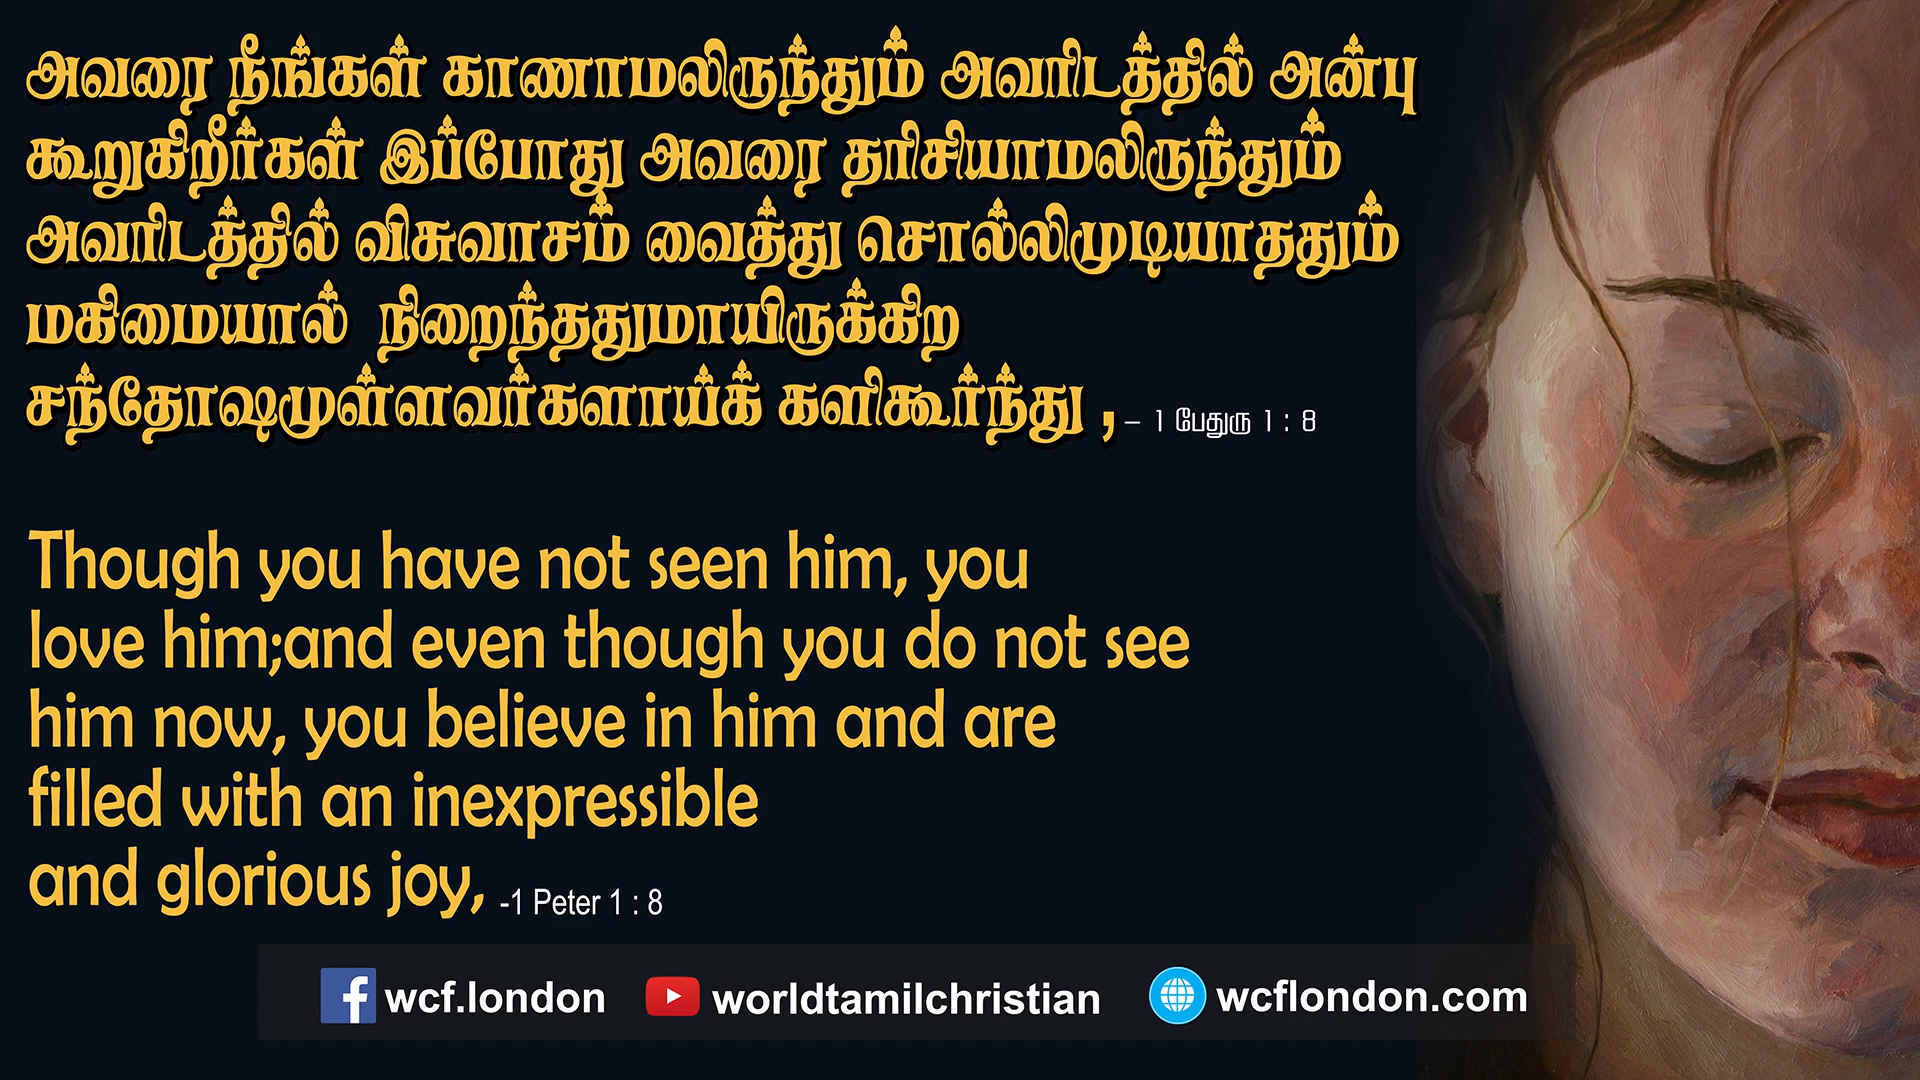 அவரை நீங்கள் காணாமலிருந்தும் அவரிடத்தில் அன்பு
கூறுகிறீர்கள் இப்போது அவரை தரிசியாமலிருந்தும்
அவரிடத்தில் விசுவாசம் வைத்து சொல்லிமுடியாததும்
மகிமையால் நிறைந்ததுமாயிருக்கிற
சந்தோஷமுள்ளவர்களாய்க் களிகூர்ந்து , – 1 பேதுரு 1 : 8
Though you have not seen him, you
love him;and even though you do not see
him now, you believe in him and are
filled with an inexpressible
and glorious joy, -1 Peter 1 : 8
wcf.london worldtamilchristian wcflondon.com